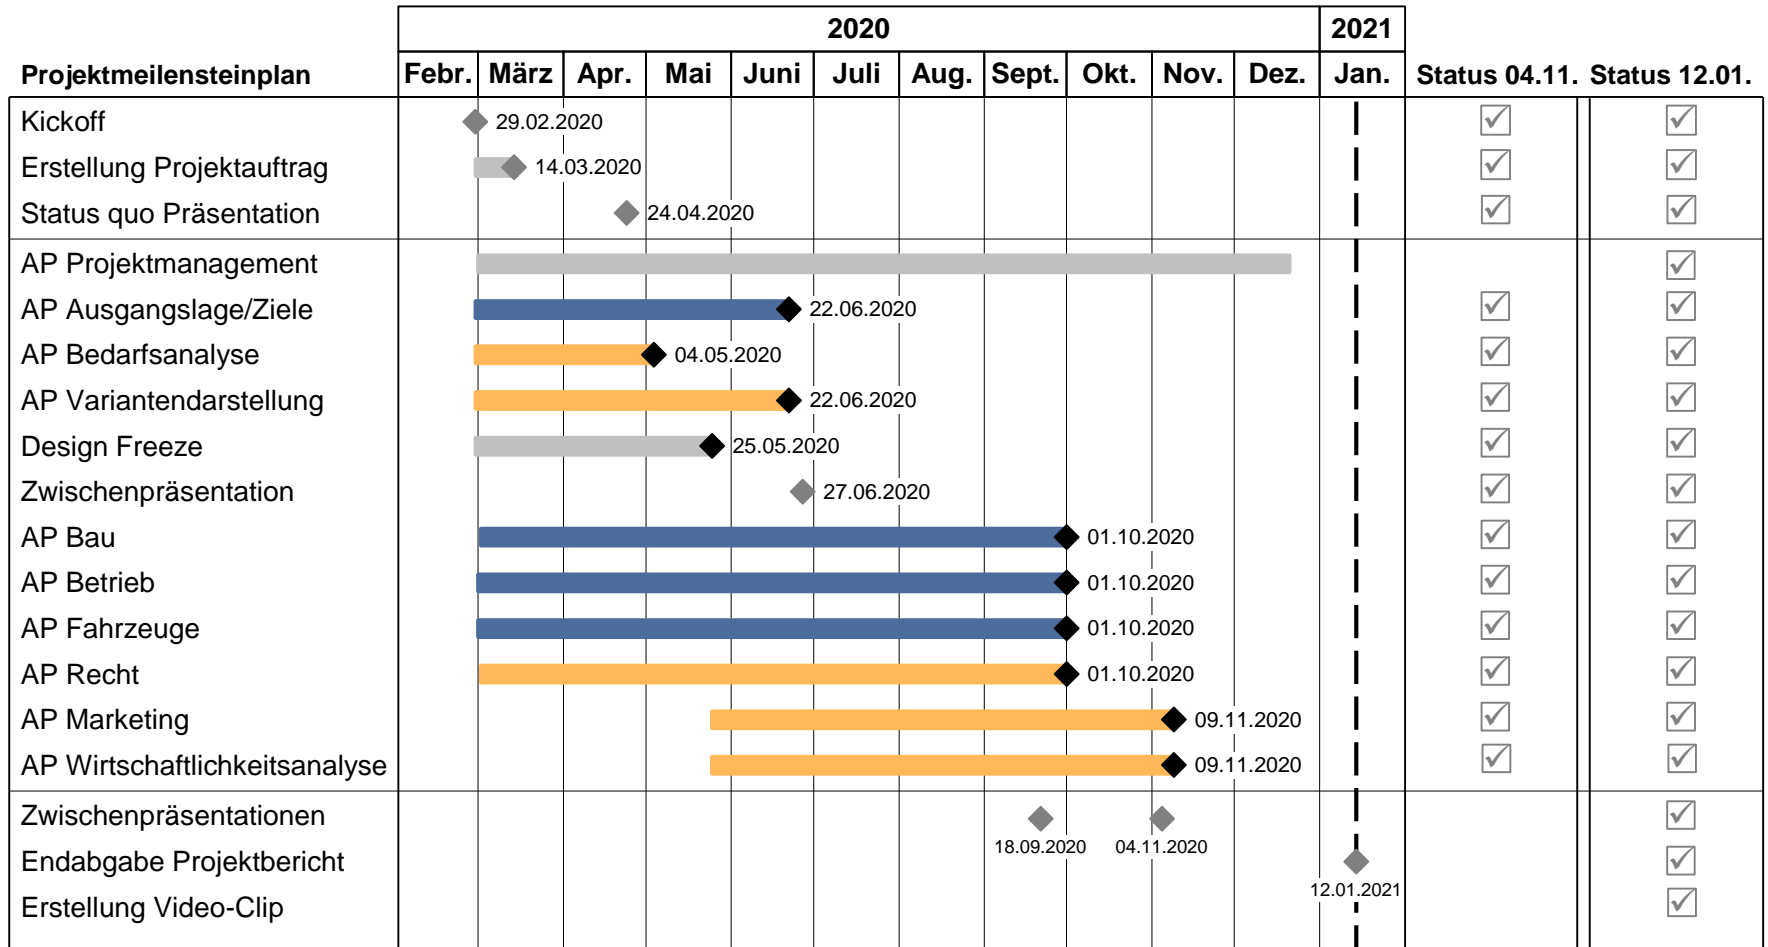 2020 2021
Projektmeilensteinplan Febr. März Apr. Mai Juni Juli Aug. Sept. Okt. Nov. Dez. Jan. Status 04.11. Status 12.01.
Kickoff 29.02.2020
Erstellung Projektauftrag 14.03.2020
Status quo Präsentation 24.04.2020
AP Projektmanagement
AP Ausgangslage/Ziele 22.06.2020
AP Bedarfsanalyse 04.05.2020
AP Variantendarstellung 22.06.2020
Design Freeze 25.05.2020
Zwischenpräsentation 27.06.2020
AP Bau 01.10.2020
AP Betrieb 01.10.2020
AP Fahrzeuge 01.10.2020
AP Recht 01.10.2020
AP Marketing 09.11.2020
AP Wirtschaftlichkeitsanalyse 09.11.2020
Zwischenpräsentationen
18.09.2020 04.11.2020
Endabgabe Projektbericht
12.01.2021
Erstellung Video-Clip